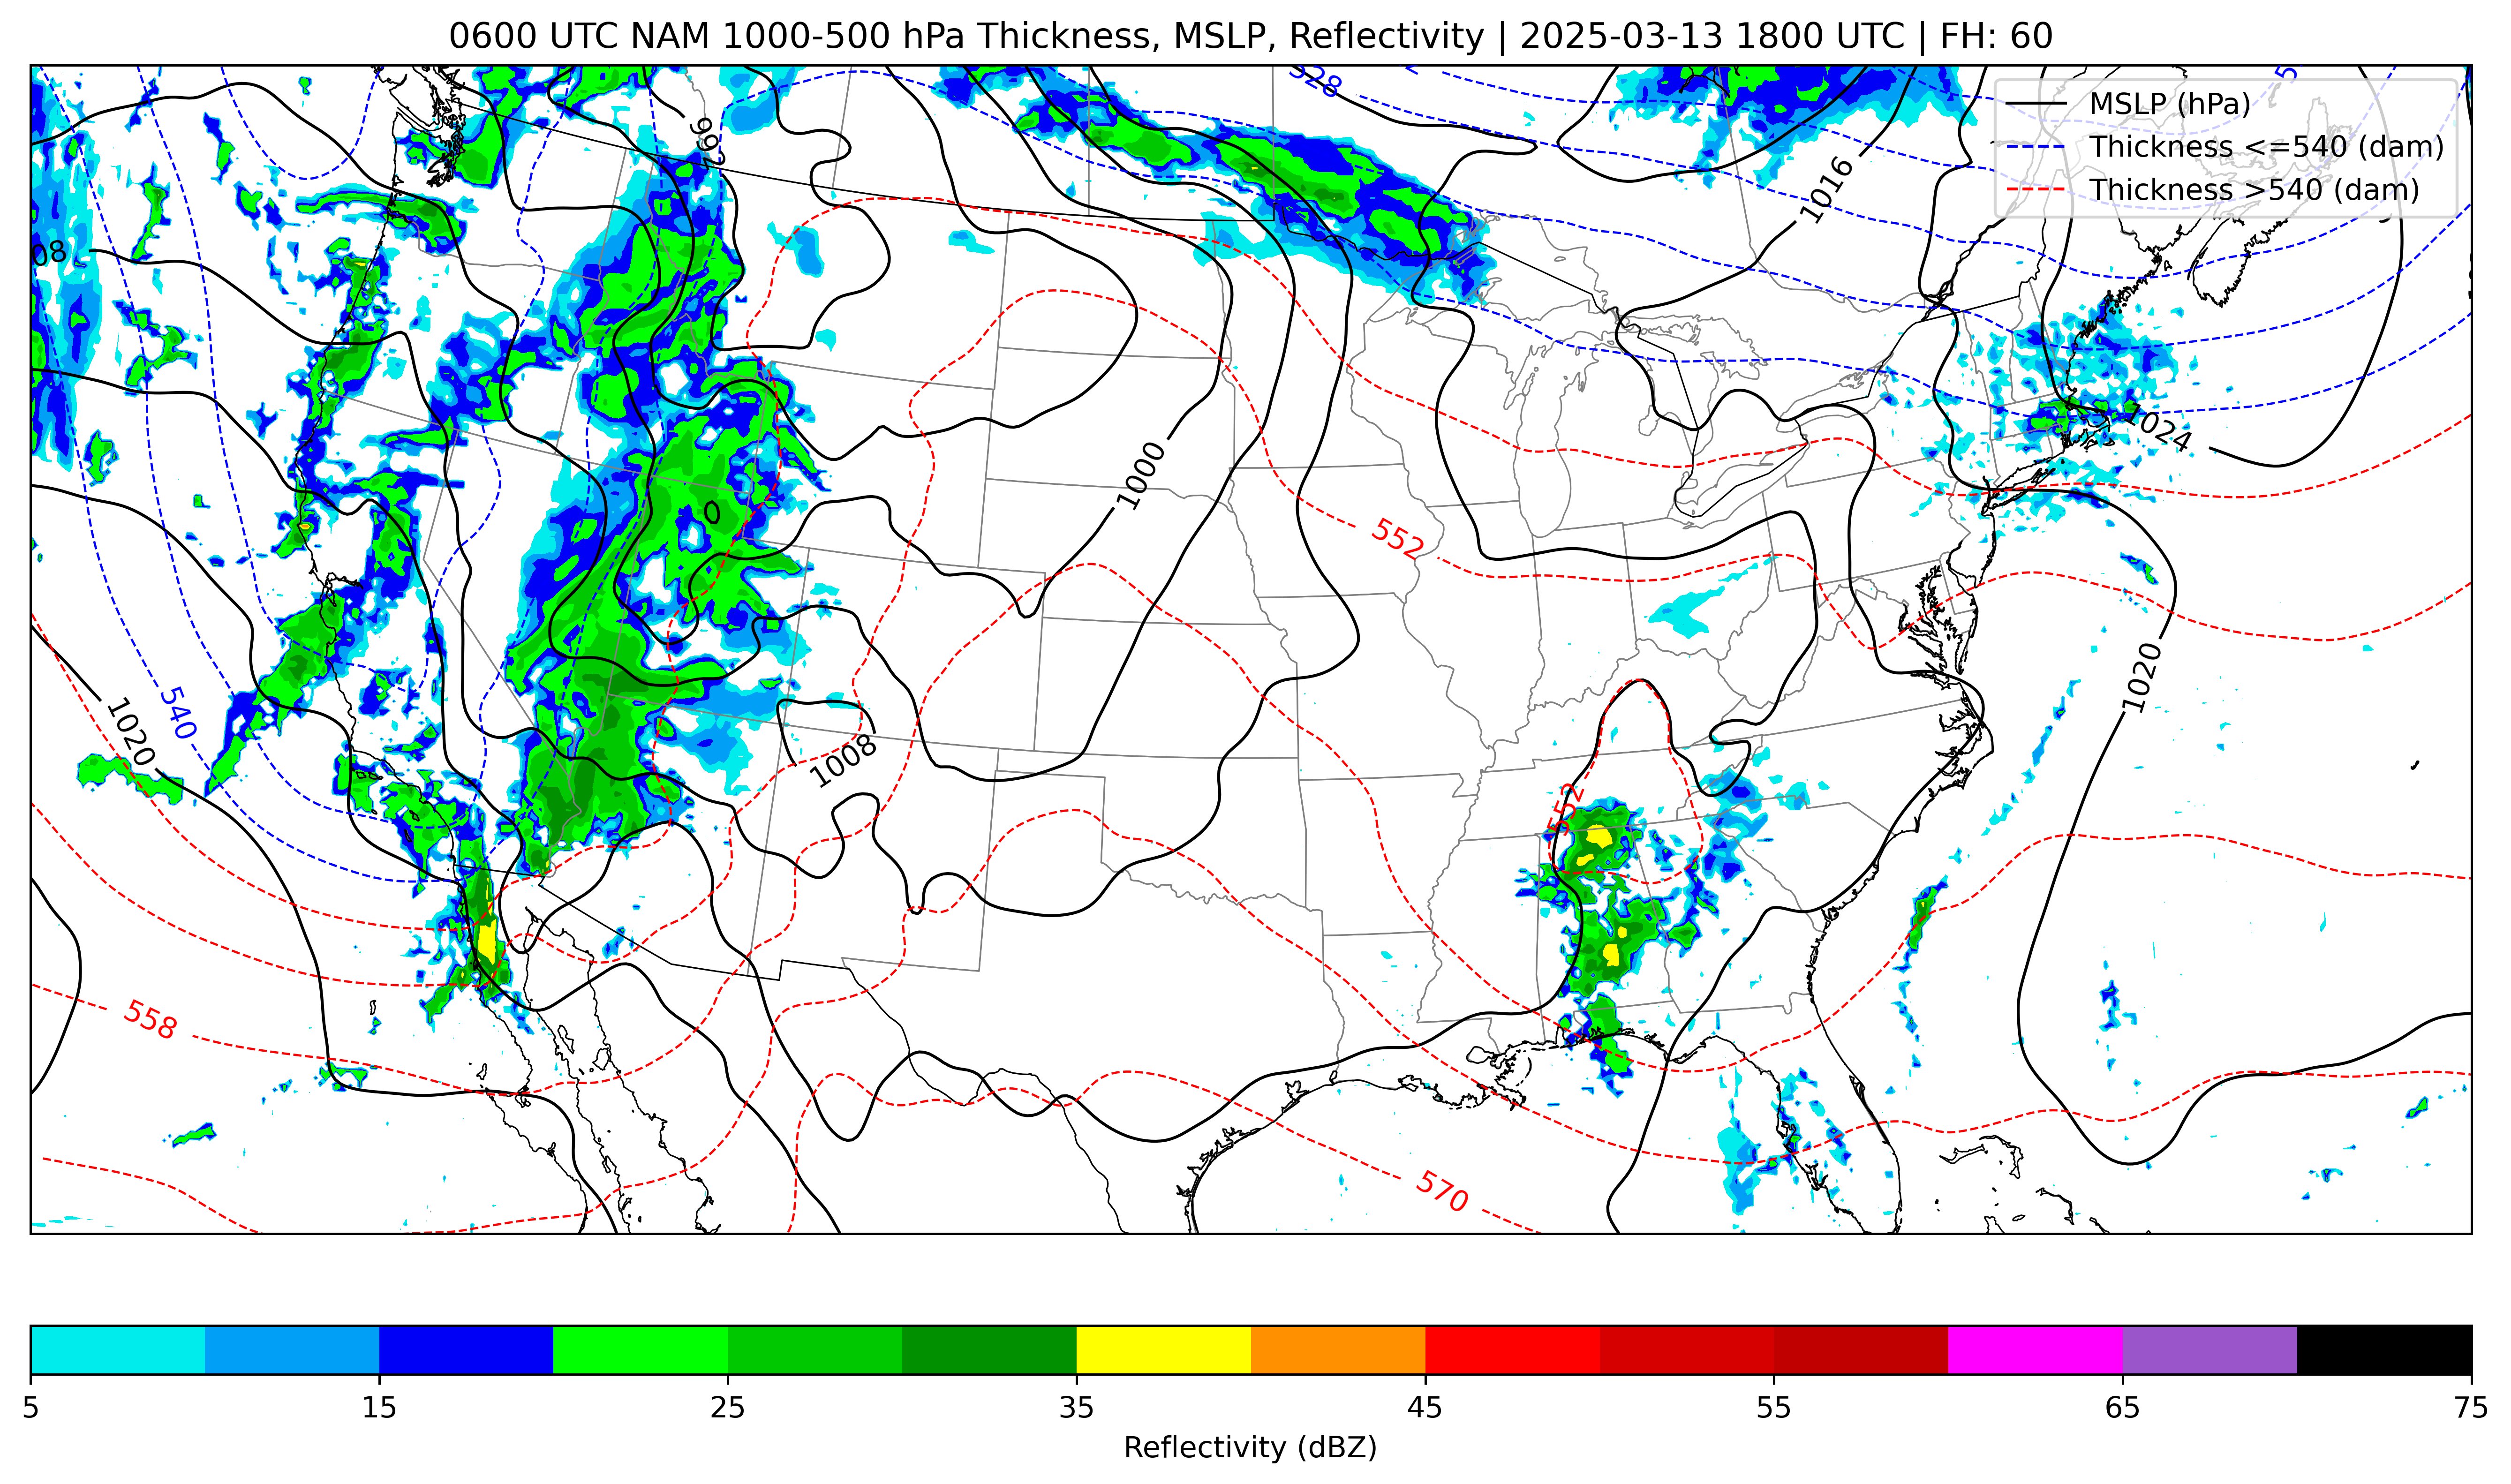 0600 UTC NAM 1000-500 hPa Thickness, MSLP, Reflectivity | 2025-03-13 1800 UTC | FH: 60
MSLP (hPa)
Thickness <=540 (dam)
Thickness >540 (dam)
528
992
1016
08
1024
1000
552
1020
540
1020
1008
552
558
570
5 15 25 35 45 55 65 75
Reflectivity (dBZ)